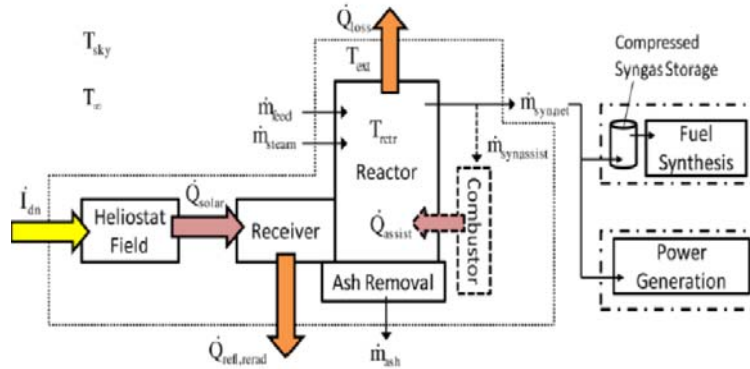 Q̇loss
Tsky
Text
Compressed
Syngas Storage
T∞
ṁfeed
ṁsyn,net
ṁsteam
Trctr
Reactor
ṁsyn,assist
Fuel
Synthesis
İdn
Heliostat
Field
Q̇solar
Receiver
Q̇assist
Combustor
Power
Generation
Ash Removal
Q̇refl,rerad
ṁash